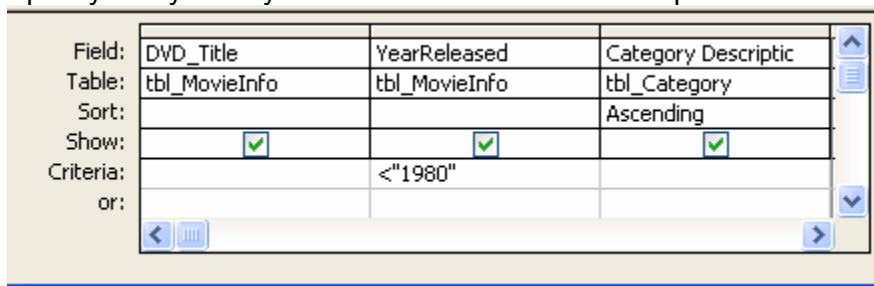 Field: DVD_Title YearReleased Category Descriptic
Table: tbl_MovieInfo tbl_MovieInfo tbl_Category
Sort: Ascending
Show:
Criteria: <"1980"
or: